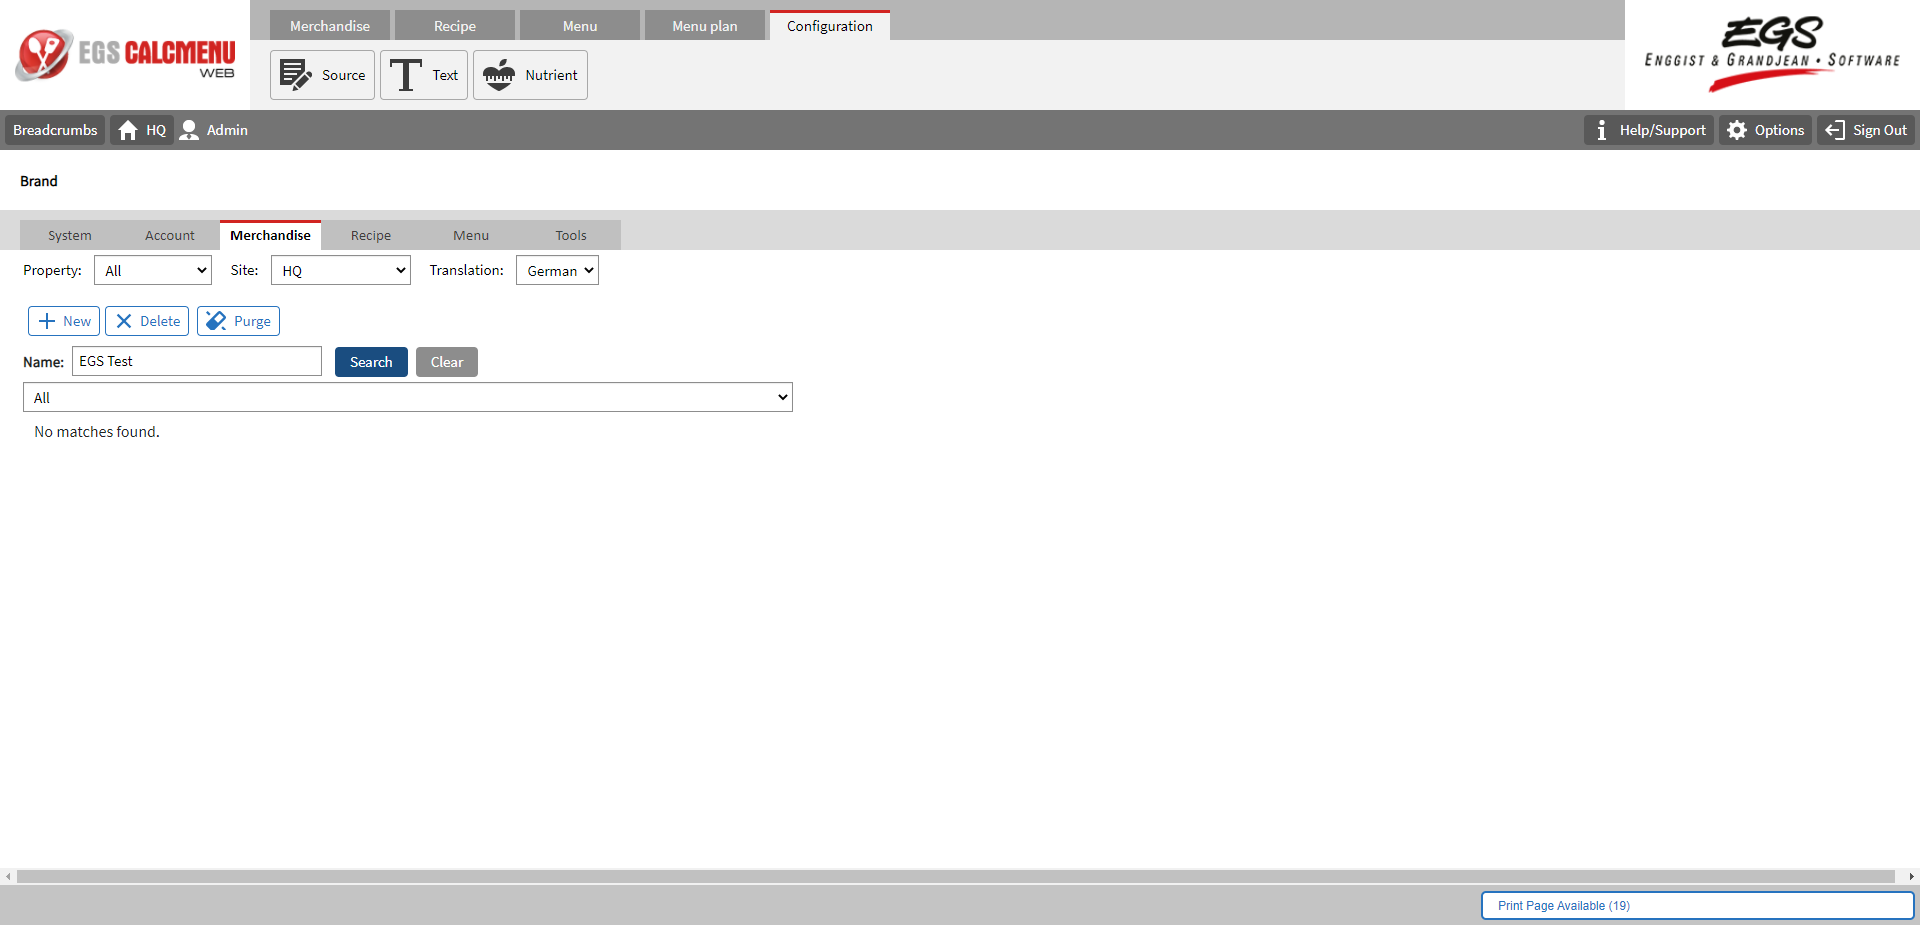 EGS CALCMENU
WEB
Merchandise
Recipe
Menu
Menu plan
Configuration
Source
Text
Nutrient
EGS
ENGGIST & GRANDJEAN • SOFTWARE
Breadcrumbs
HQ
Admin
Help/Support
Options
Sign Out
Brand
System
Account
Merchandise
Recipe
Menu
Tools
Property: All
Site: HQ
Translation: German
New
Delete
Purge
Name: EGS Test
Search
Clear
All
No matches found.
Print Page Available (19)